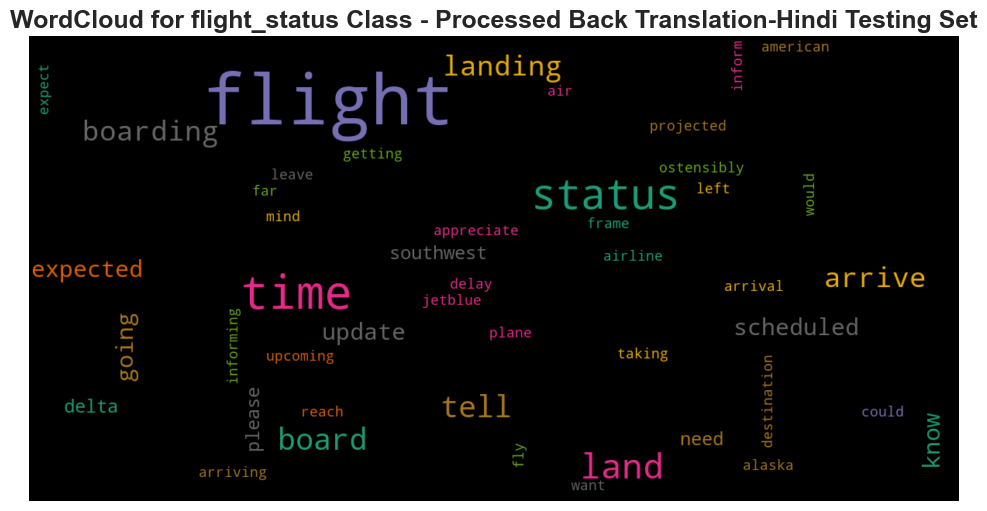 WordCloud for flight_status Class - Processed Back Translation-Hindi Testing Set
american
inform
landing
expect
flight
air
boarding
projected
getting
ostensibly
leave
left
would
far
status
mind
frame
appreciate
southwest
airline
expected
time
delay
arrive
arrival
jetblue
going
informing
update
plane
scheduled
upcoming
taking
destination
delta
please
reach
tell
could
know
board
need
fly
land
arriving
alaska
want